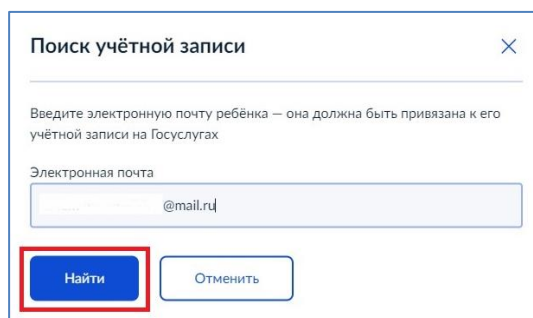 Поиск учётной записи
Введите электронную почту ребёнка — она должна быть привязана к его
учётной записи на Госуслугах
Электронная почта
@mail.ru
Найти
Отменить